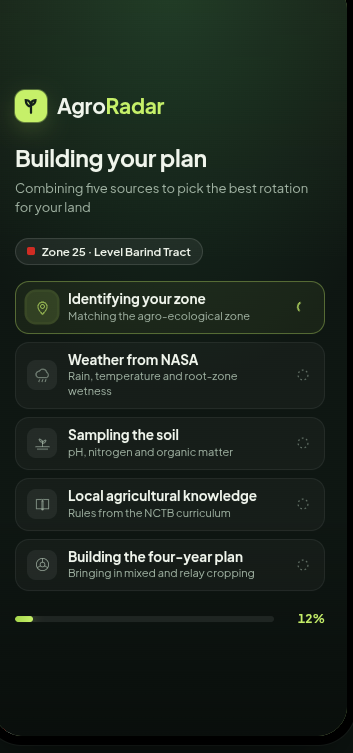 AgroRadar
Building your plan
Combining five sources to pick the best rotation
for your land
Zone 25 · Level Barind Tract
Identifying your zone
Matching the agro-ecological zone
Weather from NASA
Rain, temperature and root-zone
wetness
Sampling the soil
pH, nitrogen and organic matter
Local agricultural knowledge
Rules from the NCTB curriculum
Building the four-year plan
Bringing in mixed and relay cropping
12%